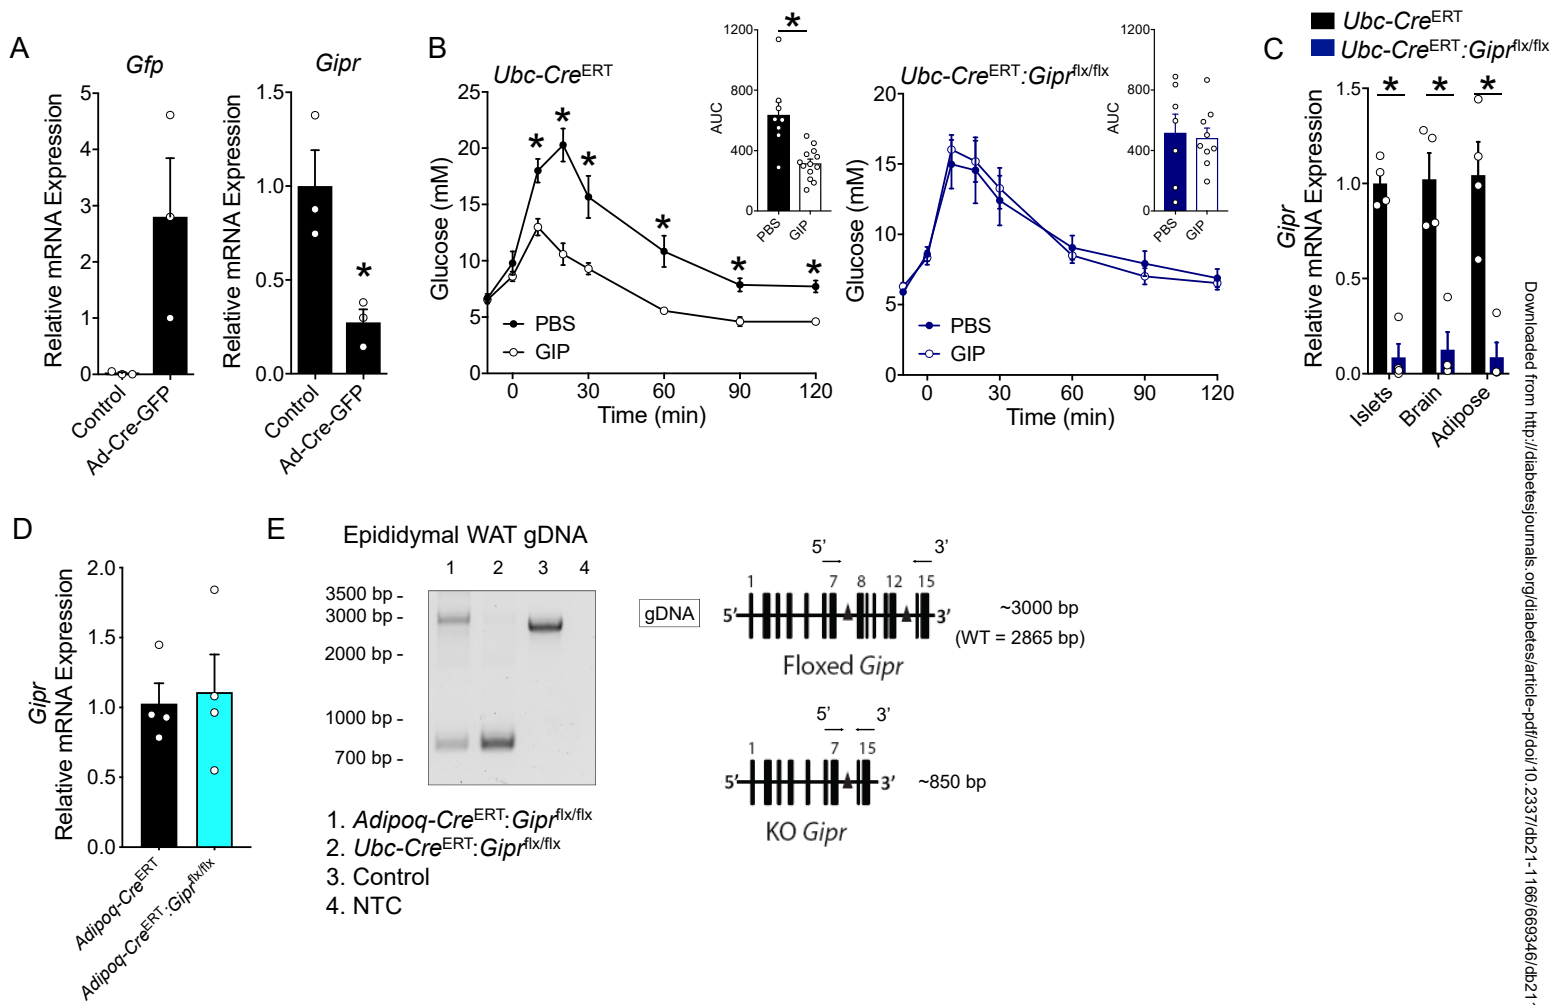 A
Gfp
Relative mRNA Expression
5
4
3
2
1
0
Control
Ad-Cre-GFP
Gipr
Relative mRNA Expression
1.5
1.0
0.5
0.0
*
Control
Ad-Cre-GFP
B
Ubc-CreERT
Glucose (mM)
25
20
15
10
5
0
* * * * * *
PBS
GIP
0 30 60 90 120
Time (min)
AUC
1200
800
400
0
*
PBS
GIP
Ubc-CreERT:Giprflx/flx
Glucose (mM)
20
15
10
5
0
PBS
GIP
0 30 60 90 120
Time (min)
AUC
1200
800
400
0
PBS
GIP
C
Ubc-CreERT
Ubc-CreERT:Giprflx/flx
Gipr
Relative mRNA Expression
1.5
1.0
0.5
0.0
* * *
Islets
Brain
Adipose
D
Gipr
Relative mRNA Expression
2.0
1.5
1.0
0.5
0.0
Adipoq-CreERT
Adipoq-CreERT:Giprflx/flx
E
Epididymal WAT gDNA
1 2 3 4
3500 bp -
3000 bp -
2000 bp -
1000 bp -
700 bp -
1. Adipoq-CreERT:Giprflx/flx
2. Ubc-CreERT:Giprflx/flx
3. Control
4. NTC
gDNA
5' 3'
1 7 8 12 15
5' 3'
~3000 bp
(WT = 2865 bp)
Floxed Gipr
5' 3'
1 7 15
5' 3'
~850 bp
KO Gipr
Downloaded from http://diabetesjournals.org/diabetes/article-pdf/doi/10.2337/db21-1166/669346/db21